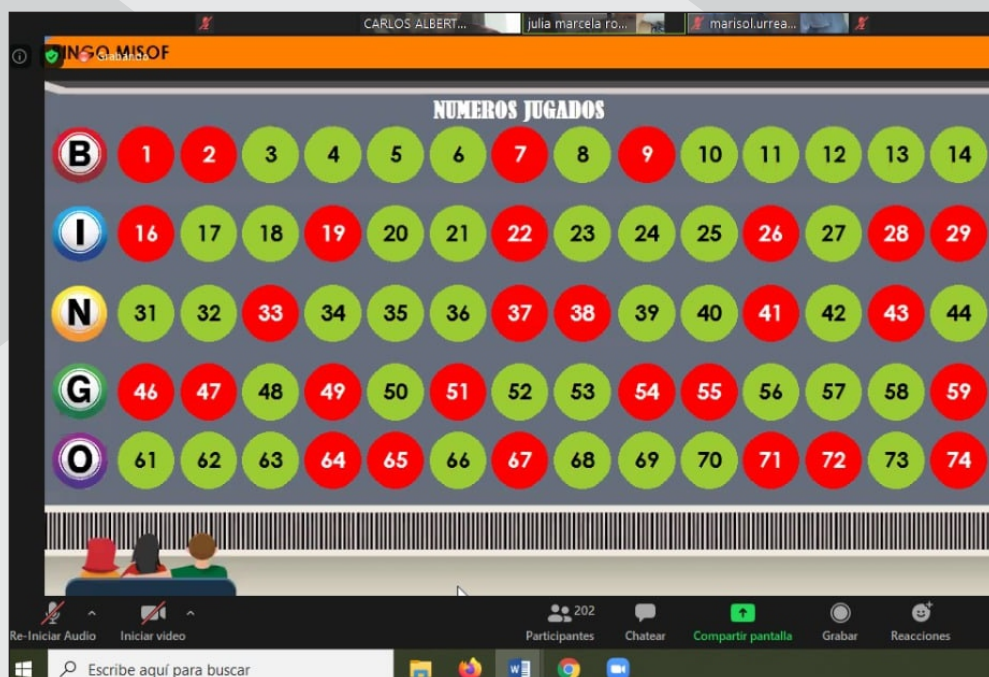 CARLOS ALBERT... julia marcela ro... marisol.urrea...
INGO MISOF
Grabando
NUMEROS JUGADOS
B 1 2 3 4 5 6 7 8 9 10 11 12 13 14
I 16 17 18 19 20 21 22 23 24 25 26 27 28 29
N 31 32 33 34 35 36 37 38 39 40 41 42 43 44
G 46 47 48 49 50 51 52 53 54 55 56 57 58 59
O 61 62 63 64 65 66 67 68 69 70 71 72 73 74
202
Re-Iniciar Audio Iniciar video Participantes Chatear Compartir pantalla Grabar Reacciones
Escribe aquí para buscar